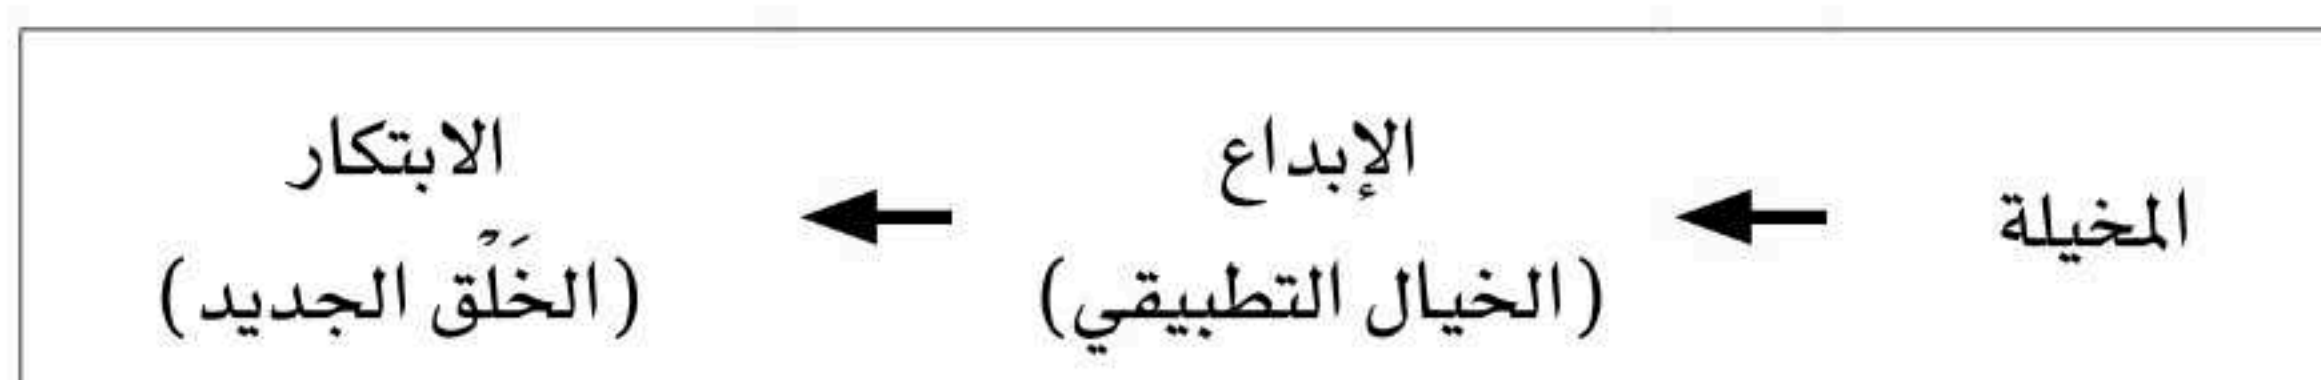 المخيلة
الإبداع
(الخيال التطبيقي)
الابتكار
(الخَلْق الجديد)